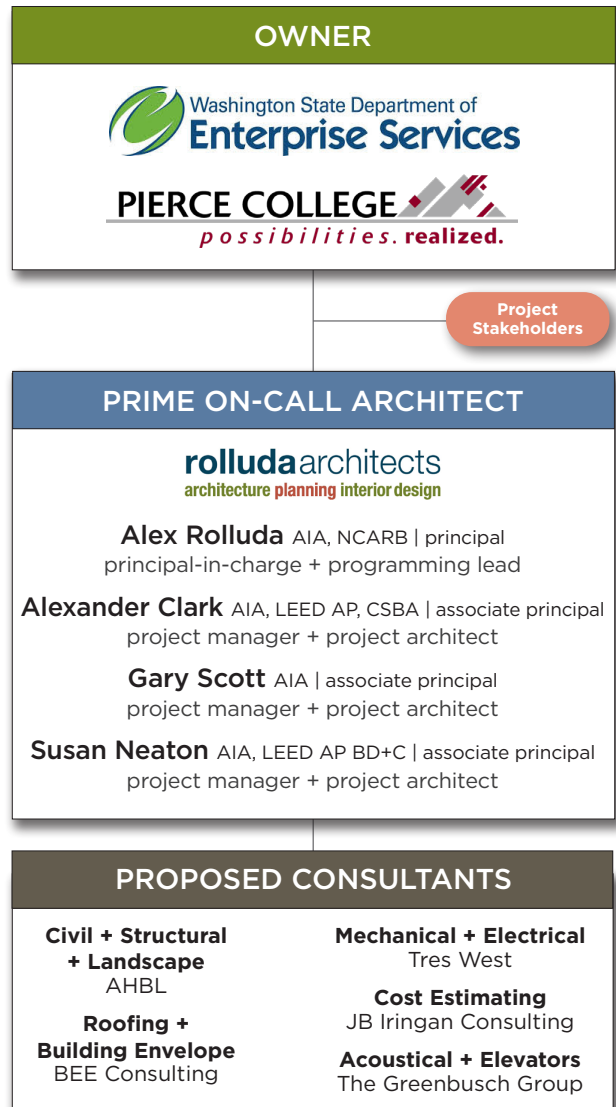 OWNER
Washington State Department of
Enterprise Services
PIERCE COLLEGE
possibilities. realized.
Project
Stakeholders
PRIME ON-CALL ARCHITECT
rolludaarchitects
architecture planning interior design
Alex Rolluda AIA, NCARB | principal
principal-in-charge + programming lead
Alexander Clark AIA, LEED AP, CSBA | associate principal
project manager + project architect
Gary Scott AIA | associate principal
project manager + project architect
Susan Neaton AIA, LEED AP BD+C | associate principal
project manager + project architect
PROPOSED CONSULTANTS
Civil + Structural
+ Landscape
AHBL
Roofing +
Building Envelope
BEE Consulting
Mechanical + Electrical
Tres West
Cost Estimating
JB Iringan Consulting
Acoustical + Elevators
The Greenbusch Group